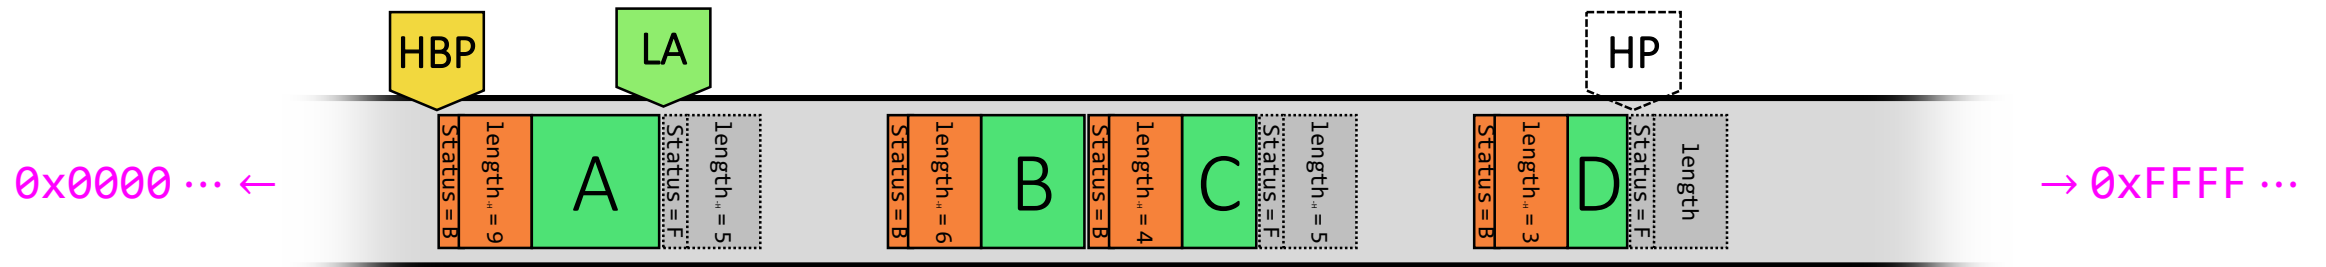 HBP
LA
HP
0x0000 ··· ←
Status=B
length-H=9
A
Status=F
length-H=5
Status=B
length-H=6
B
Status=B
length-H=4
C
Status=F
length-H=5
Status=B
length-H=3
D
Status=F
length
→ 0xFFFF ···